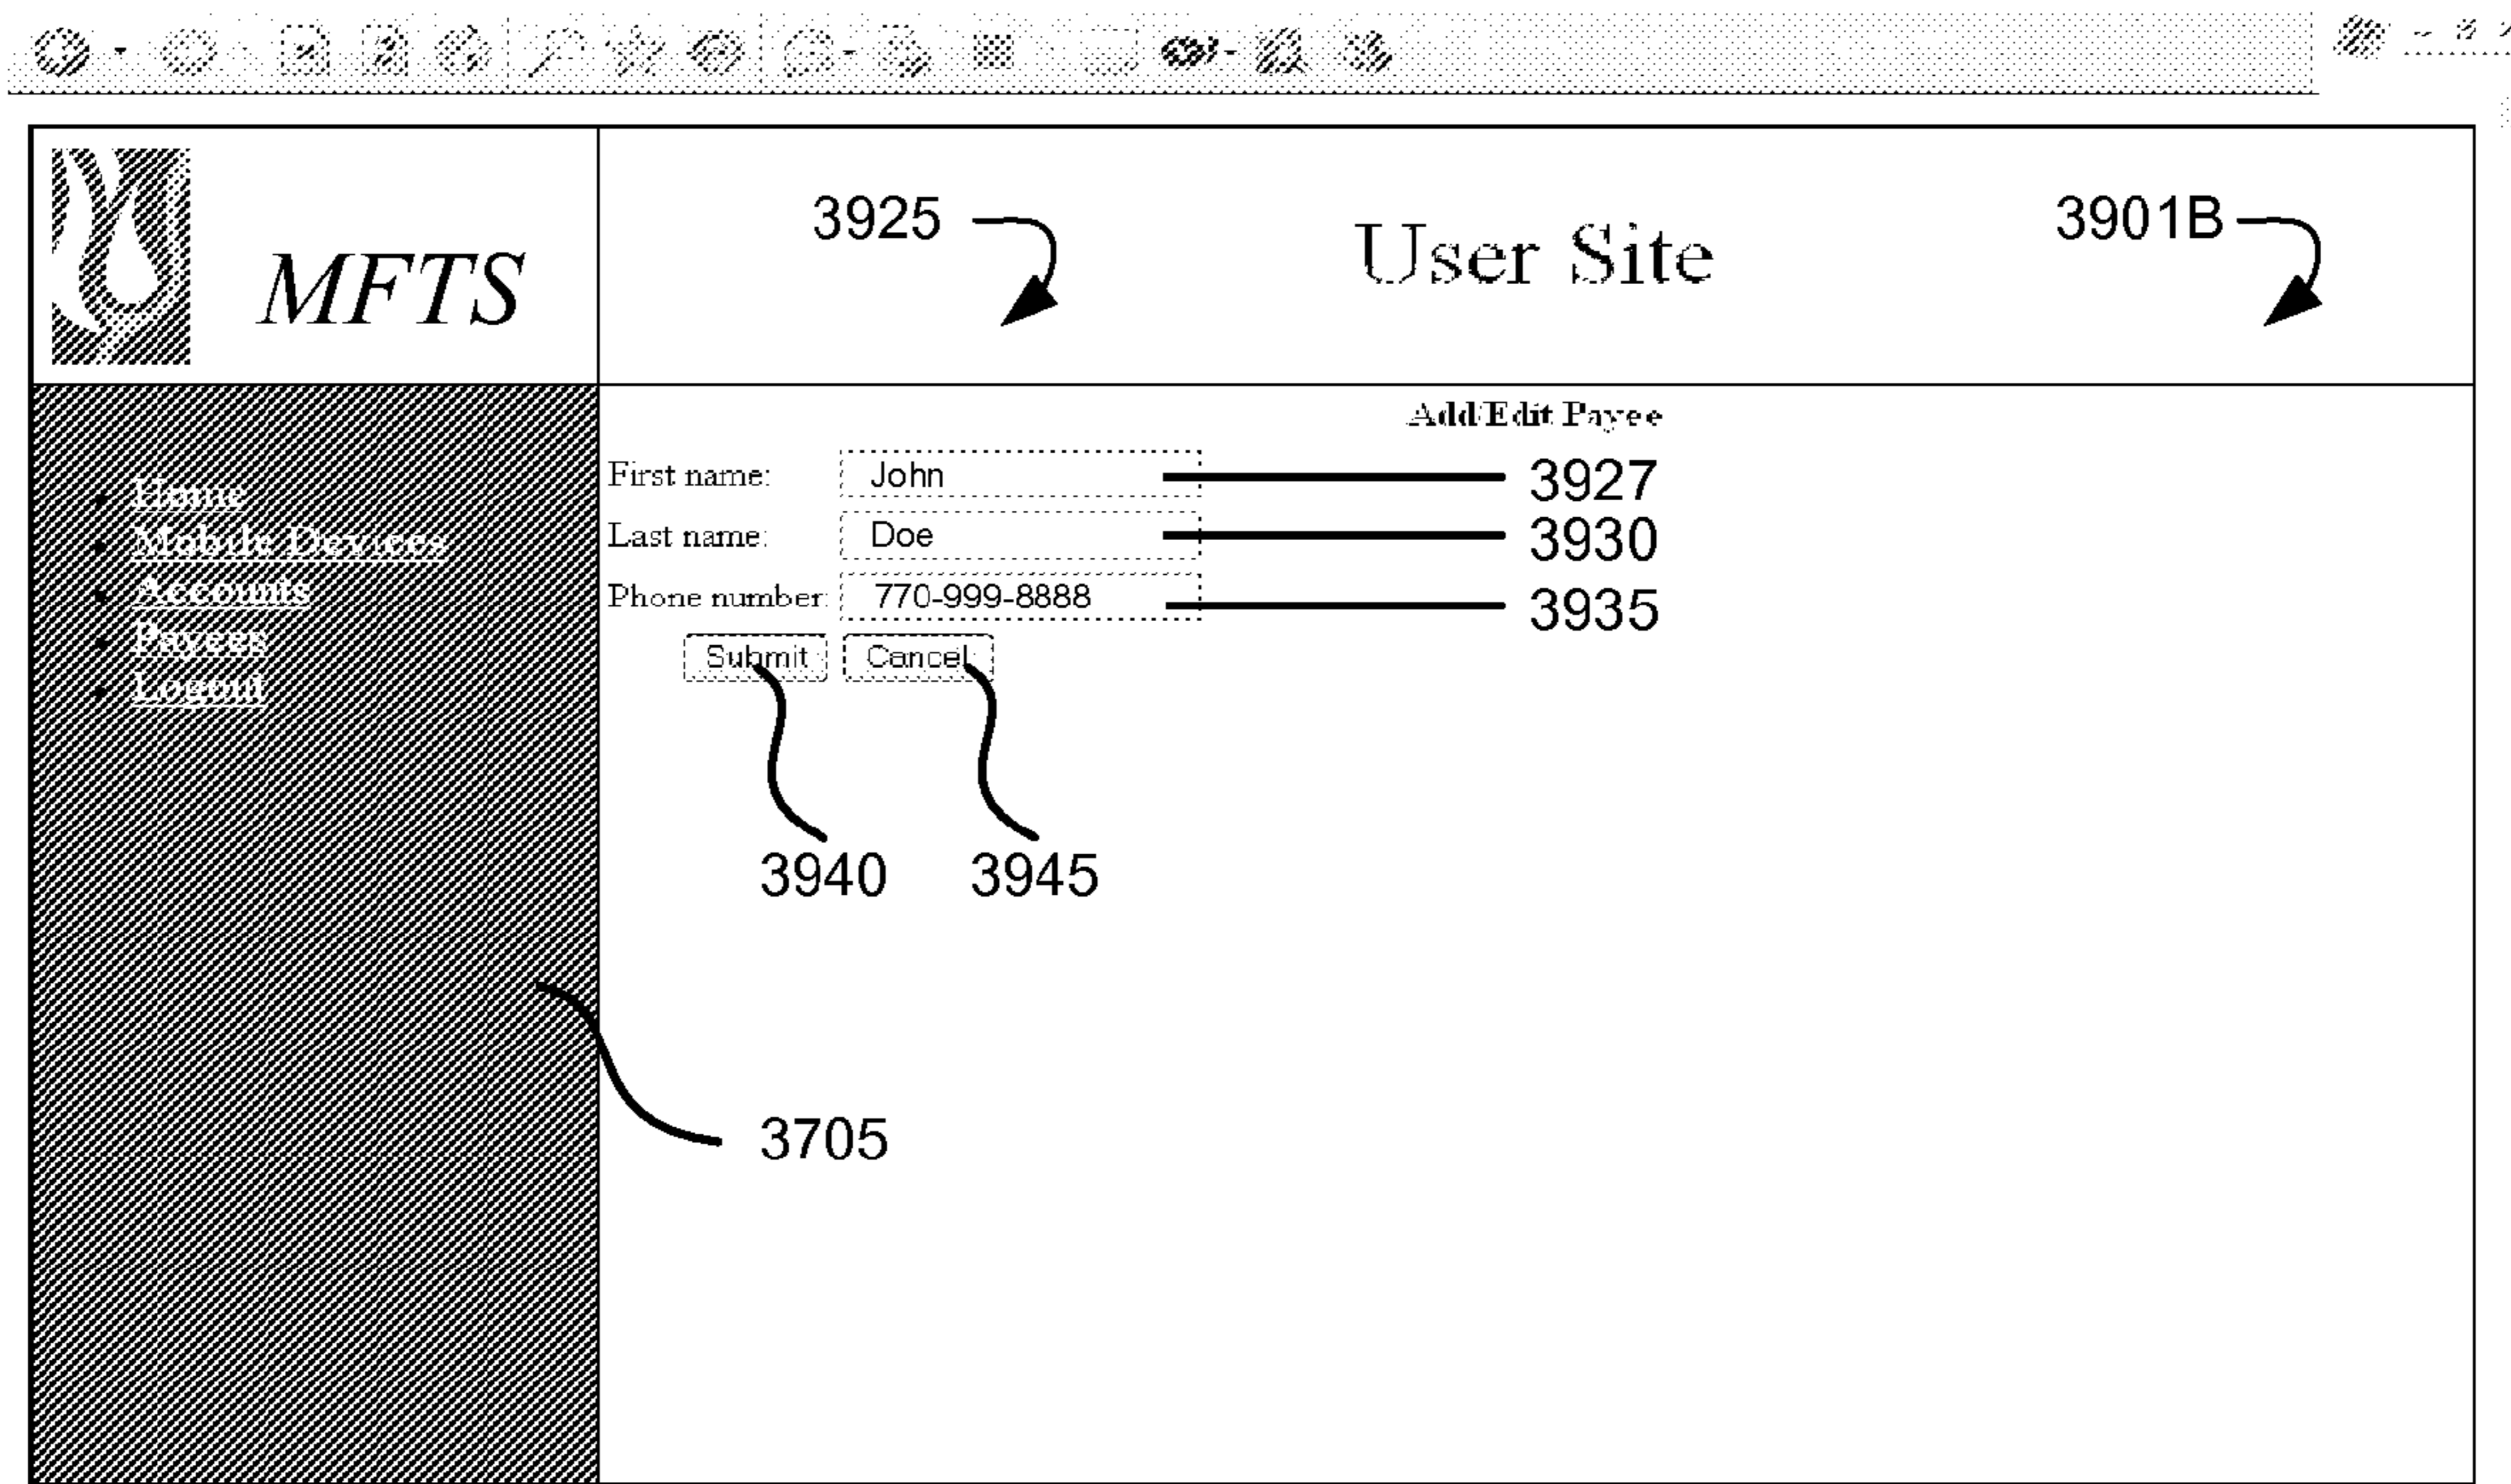 3925
User Site
3901B
MFTS
Add/Edit Payee
First name: John 3927
Last name: Doe 3930
Phone number: 770-999-8888 3935
Submit Cancel
Home
Mobile Devices
Accounts
Payees
Logout
3940 3945
3705